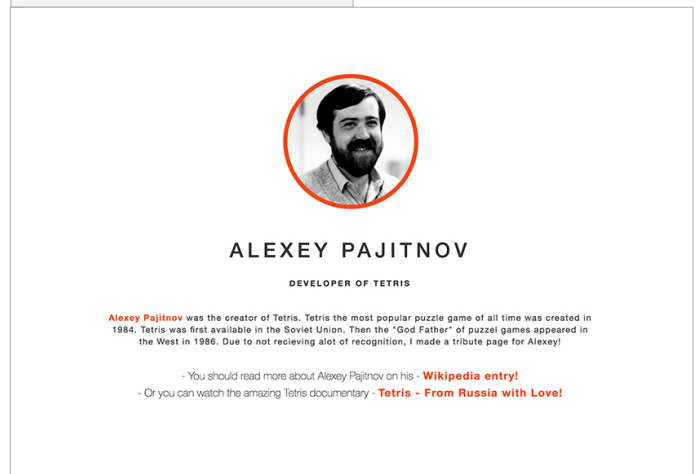 ALEXEY PAJITNOV
DEVELOPER OF TETRIS
Alexey Pajitnov was the creator of Tetris. Tetris the most popular puzzle game of all time was created in
1984. Tetris was first available in the Soviet Union. Then the "God Father" of puzzel games appeared in
the West in 1986. Due to not recieving alot of recognition, I made a tribute page for Alexey!
- You should read more about Alexey Pajitnov on his - Wikipedia entry!
- Or you can watch the amazing Tetris documentary - Tetris - From Russia with Love!